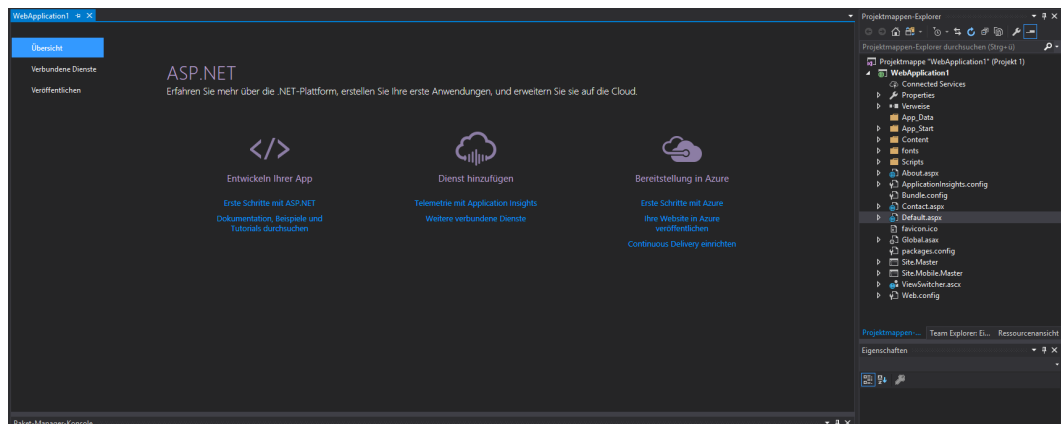 WebApplication1
Übersicht
Verbundene Dienste
Veröffentlichen
ASP.NET
Erfahren Sie mehr über die .NET-Plattform, erstellen Sie Ihre erste Anwendungen, und erweitern Sie sie auf die Cloud.
Entwickeln Ihrer App
Erste Schritte mit ASP.NET
Dokumentation, Beispiele und
Tutorials durchsuchen
Dienst hinzufügen
Telemetrie mit Application Insights
Weitere verbundene Dienste
Bereitstellung in Azure
Erste Schritte mit Azure
Ihre Website in Azure
veröffentlichen
Continuous Delivery einrichten
Paket-Manager-Konsole
Projektmappen-Explorer
Projektmappen-Explorer durchsuchen (Strg+ü)
Projektmappe "WebApplication1" (Projekt 1)
WebApplication1
Connected Services
Properties
Verweise
App_Data
App_Start
Content
fonts
Scripts
About.aspx
ApplicationInsights.config
Bundle.config
Contact.aspx
Default.aspx
favicon.ico
Global.asax
packages.config
Site.Master
Site.Mobile.Master
ViewSwitcher.ascx
Web.config
Projektmappen-... Team Explorer: Ei... Ressourcenansicht
Eigenschaften